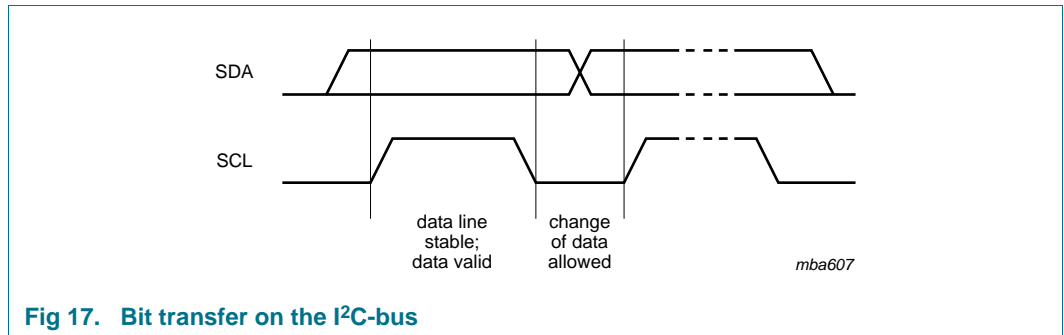 SDA
SCL
data line
stable;
data valid
change
of data
allowed
mba607
Fig 17. Bit transfer on the I²C-bus